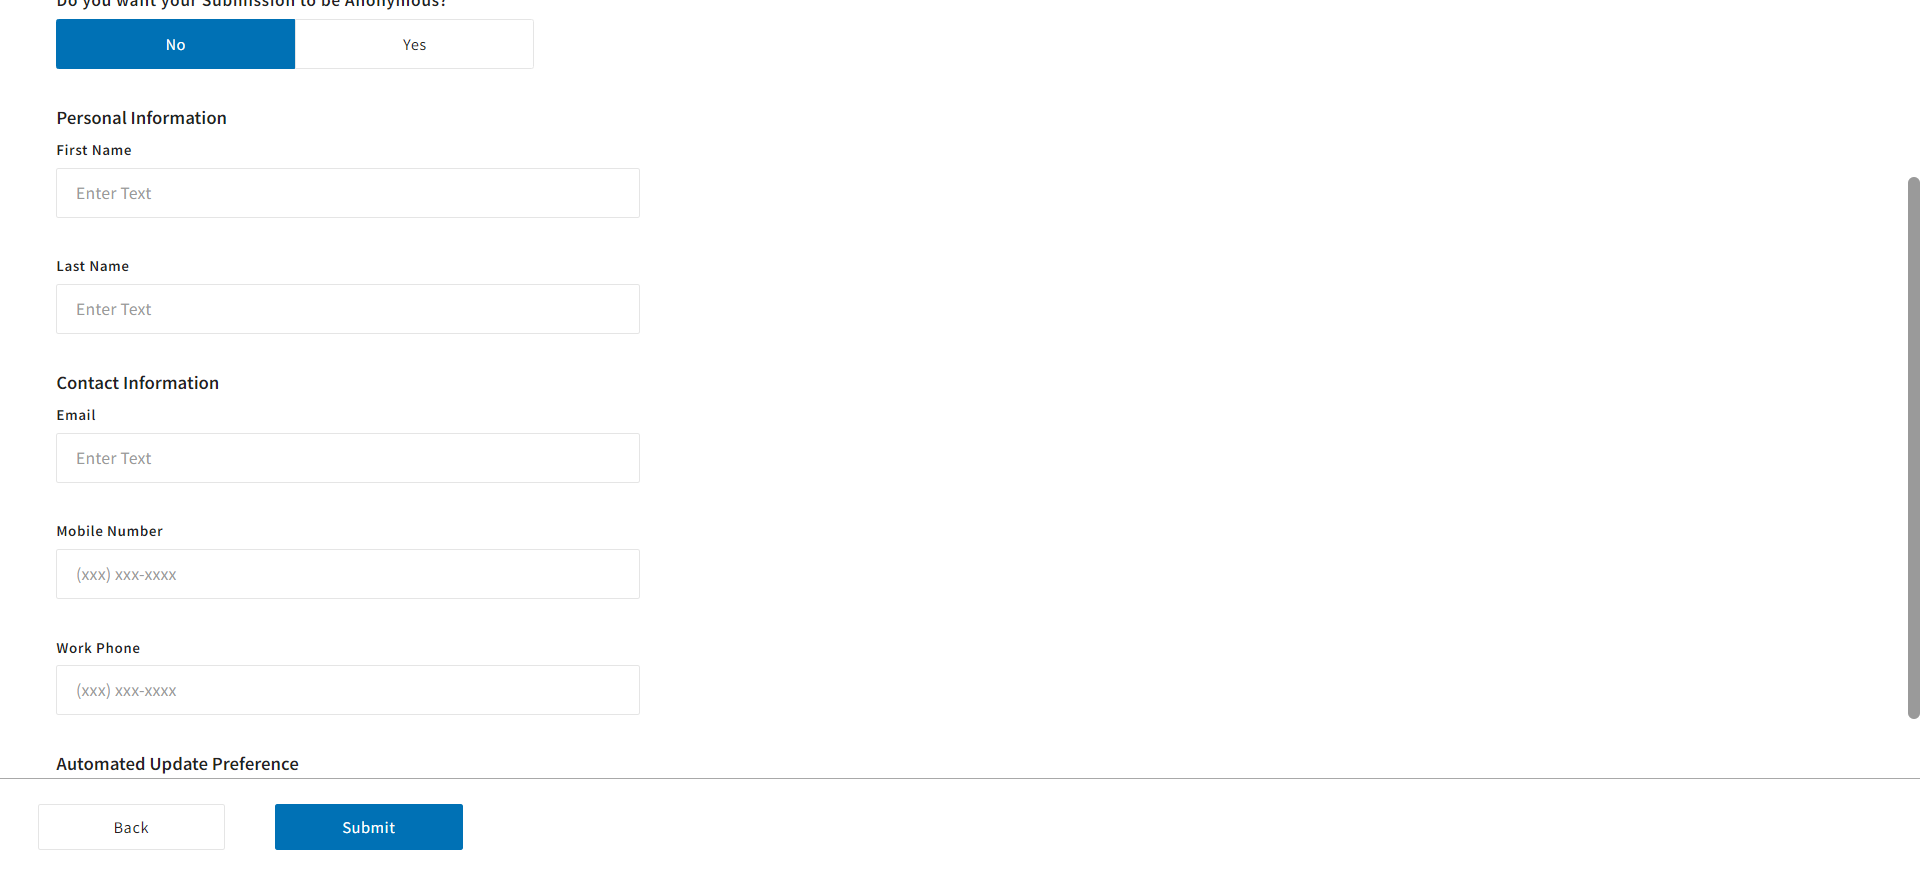 Do you want your Submission to be Anonymous?
No
Yes
Personal Information
First Name
Enter Text
Last Name
Enter Text
Contact Information
Email
Enter Text
Mobile Number
(xxx) xxx-xxxx
Work Phone
(xxx) xxx-xxxx
Automated Update Preference
Back
Submit